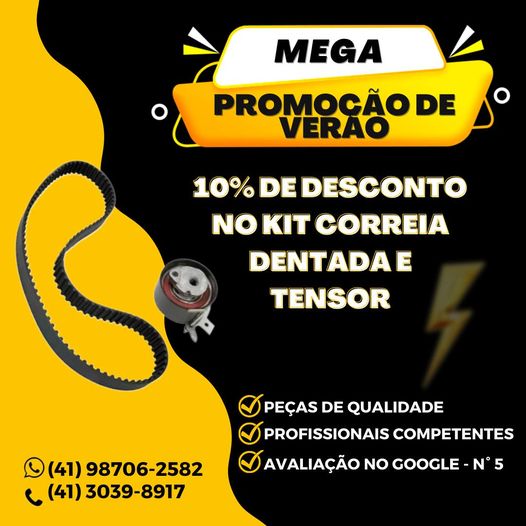 MEGA
PROMOÇÃO DE
VERÃO
10% DE DESCONTO
NO KIT CORREIA
DENTADA E
TENSOR
PEÇAS DE QUALIDADE
PROFISSIONAIS COMPETENTES
AVALIAÇÃO NO GOOGLE - N° 5
(41) 98706-2582
(41) 3039-8917